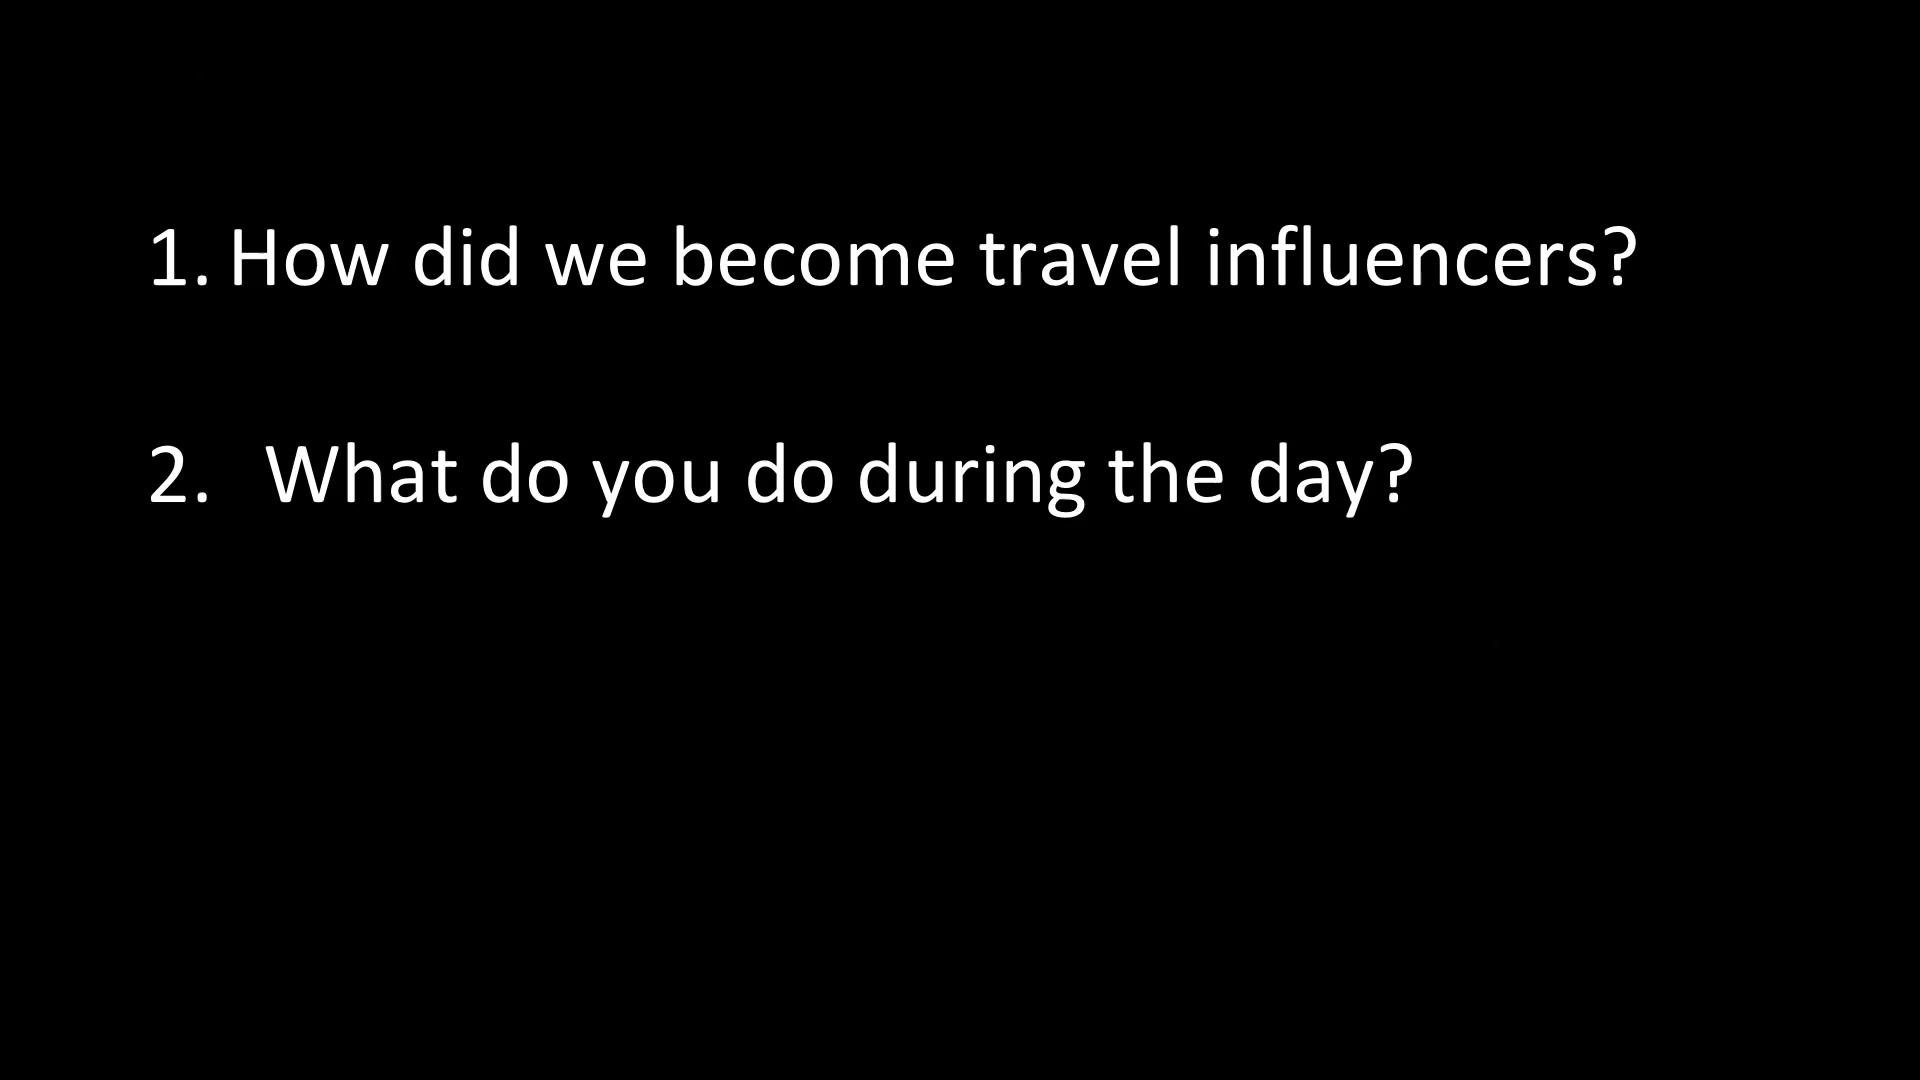 1. How did we become travel influencers?
2. What do you do during the day?